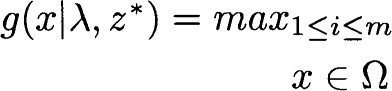 g(x|λ, z*) = max_{1≤i≤m}
x ∈ Ω